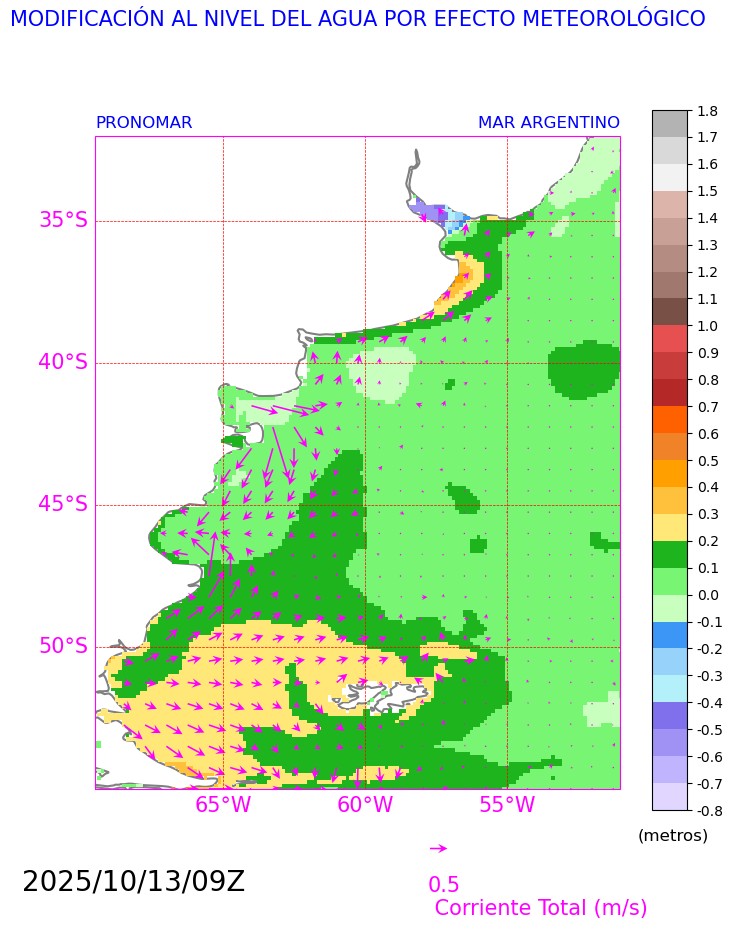 MODIFICACIÓN AL NIVEL DEL AGUA POR EFECTO METEOROLÓGICO
PRONOMAR MAR ARGENTINO
35°S
40°S
45°S
50°S
65°W 60°W 55°W
1.8
1.7
1.6
1.5
1.4
1.3
1.2
1.1
1.0
0.9
0.8
0.7
0.6
0.5
0.4
0.3
0.2
0.1
0.0
-0.1
-0.2
-0.3
-0.4
-0.5
-0.6
-0.7
-0.8
(metros)
2025/10/13/09Z
0.5
Corriente Total (m/s)